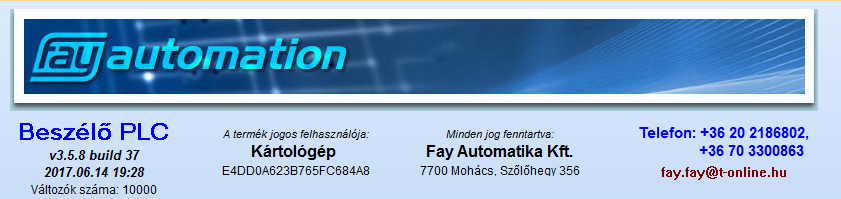 fay automation
Beszélő PLC
v3.5.8 build 37
2017.06.14 19:28
Változók száma: 10000
A termék jogos felhasználója:
Kártológép
E4DD0A623B765FC684A8
Minden jog fenntartva:
Fay Automatika Kft.
7700 Mohács, Szőlőhegy 356
Telefon: +36 20 2186802,
+36 70 3300863
fay.fay@t-online.hu